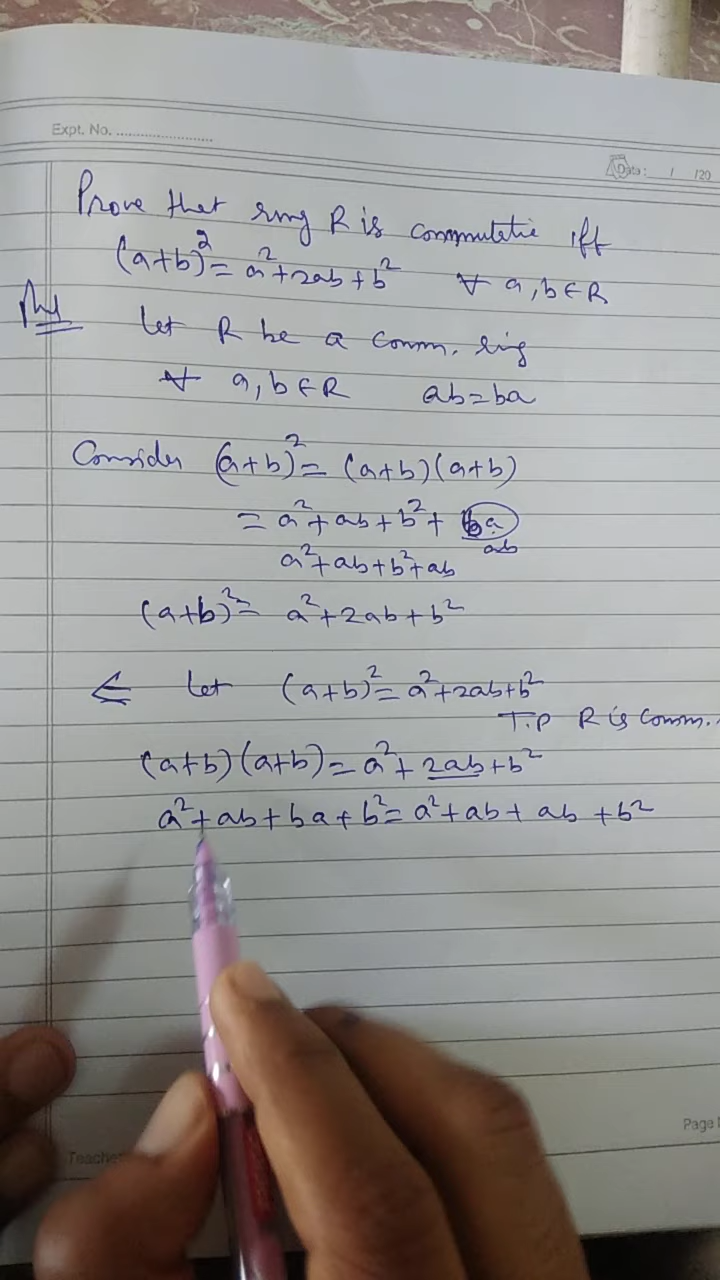 Expt. No. ........................
Date: / /20
Prove that ring R is commutatie iff
(a+b)² = a²+2ab+b² ∀ a,b∈R
Let R be a comm. ring
∀ a,b∈R ab=ba
Consider (a+b)² = (a+b)(a+b)
= a²+ab+b²+ ba
ab
a²+ab+b²+ab
(a+b)² = a²+2ab+b²
⇐ Let (a+b)² = a²+2ab+b²
T.P R is comm.
(a+b)(a+b) = a²+2ab+b²
a²+ab+ba+b² = a²+ab+ab+b²
Page
Teache